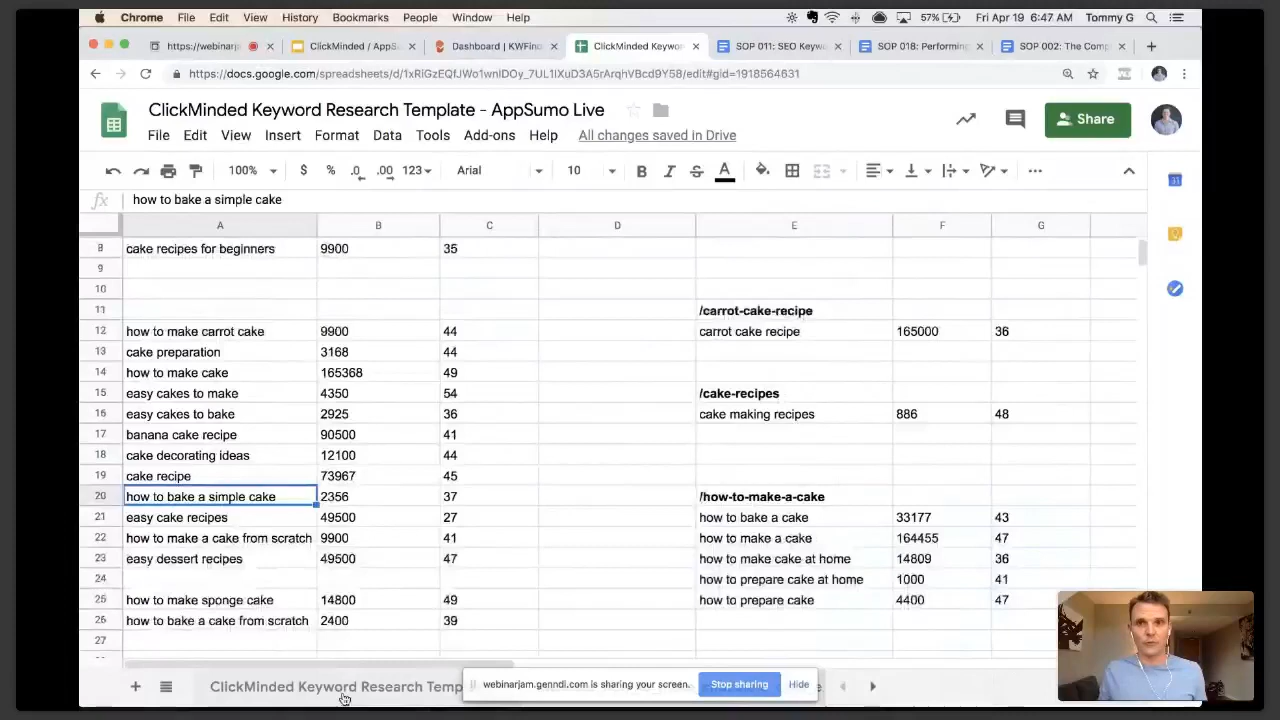 Chrome File Edit View History Bookmarks People Window Help 57% Fri Apr 19 6:47 AM Tommy G
https://webinarja ClickMinded / AppS Dashboard | KWFin ClickMinded Keywo SOP 011: SEO Keyw SOP 018: Performing SOP 002: The Comp
https://docs.google.com/spreadsheets/d/
ClickMinded Keyword Research Template - AppSumo Live
File Edit View Insert Format Data Tools Add-ons Help All changes saved in Drive Share
100% $ % .0 .00 123 Arial 10 B I S A
fx how to bake a simple cake
A B C D E F G
8 cake recipes for beginners 9900 35
9
10
11 /carrot-cake-recipe
12 how to make carrot cake 9900 44 carrot cake recipe 165000 36
13 cake preparation 3168 44
14 how to make cake 165368 49
15 easy cakes to make 4350 54 /cake-recipes
16 easy cakes to bake 2925 36 cake making recipes 886 48
17 banana cake recipe 90500 41
18 cake decorating ideas 12100 44
19 cake recipe 73967 45
20 how to bake a simple cake 2356 37 /how-to-make-a-cake
21 easy cake recipes 49500 27 how to bake a cake 33177 43
22 how to make a cake from scratch 9900 41 how to make a cake 164455 47
23 easy dessert recipes 49500 47 how to make cake at home 14809 36
24 how to prepare cake at home 1000 41
25 how to make sponge cake 14800 49 how to prepare cake 4400 47
26 how to bake a cake from scratch 2400 39
27
ClickMinded Keyword Research Temp webinarjam.genndi.com is sharing your screen. Stop sharing Hide